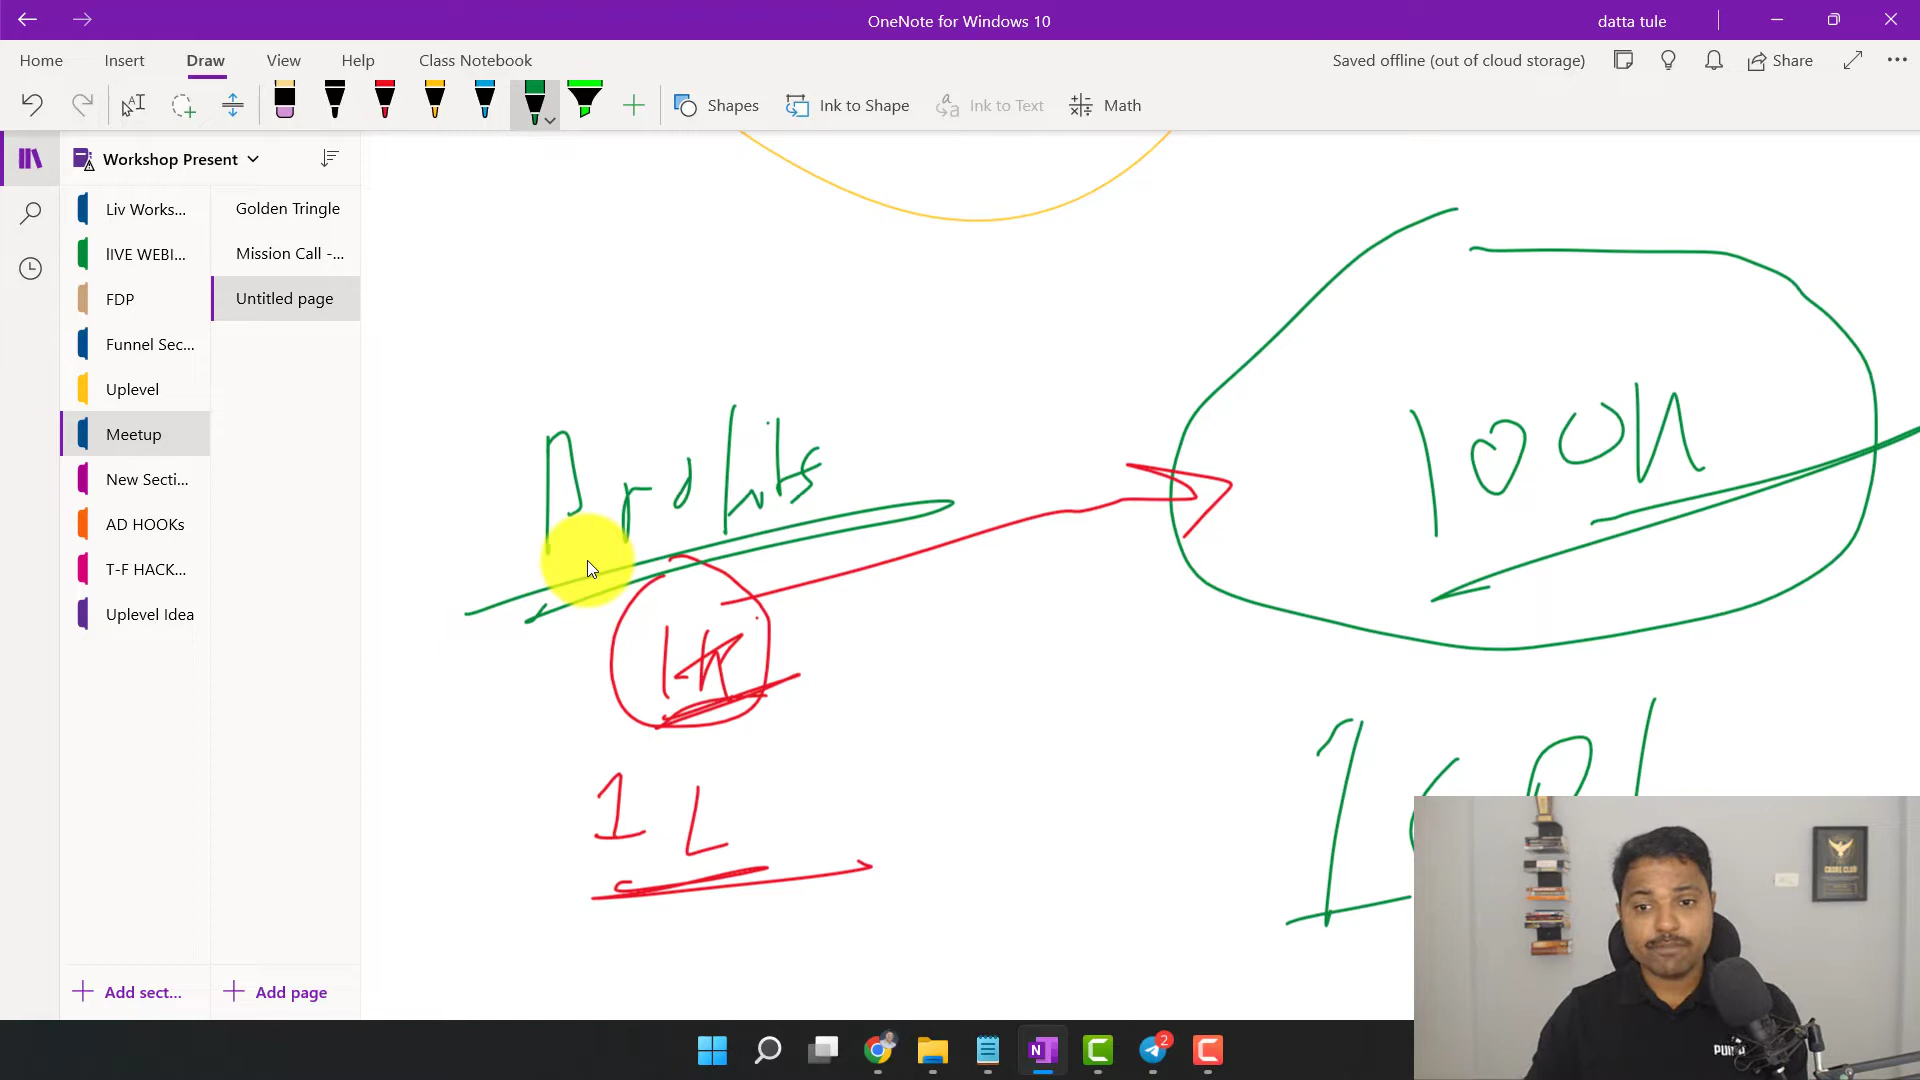 OneNote for Windows 10
datta tule
Home Insert Draw View Help Class Notebook
Saved offline (out of cloud storage)
Share
Shapes
Ink to Shape
Ink to Text
Math
Workshop Present
Liv Works...
lIVE WEBI...
FDP
Funnel Sec...
Uplevel
Meetup
New Secti...
AD HOOKs
T-F HACK...
Uplevel Idea
Golden Tringle
Mission Call -...
Untitled page
Profits
100K
1K
1 L
Add sect...
Add page
2